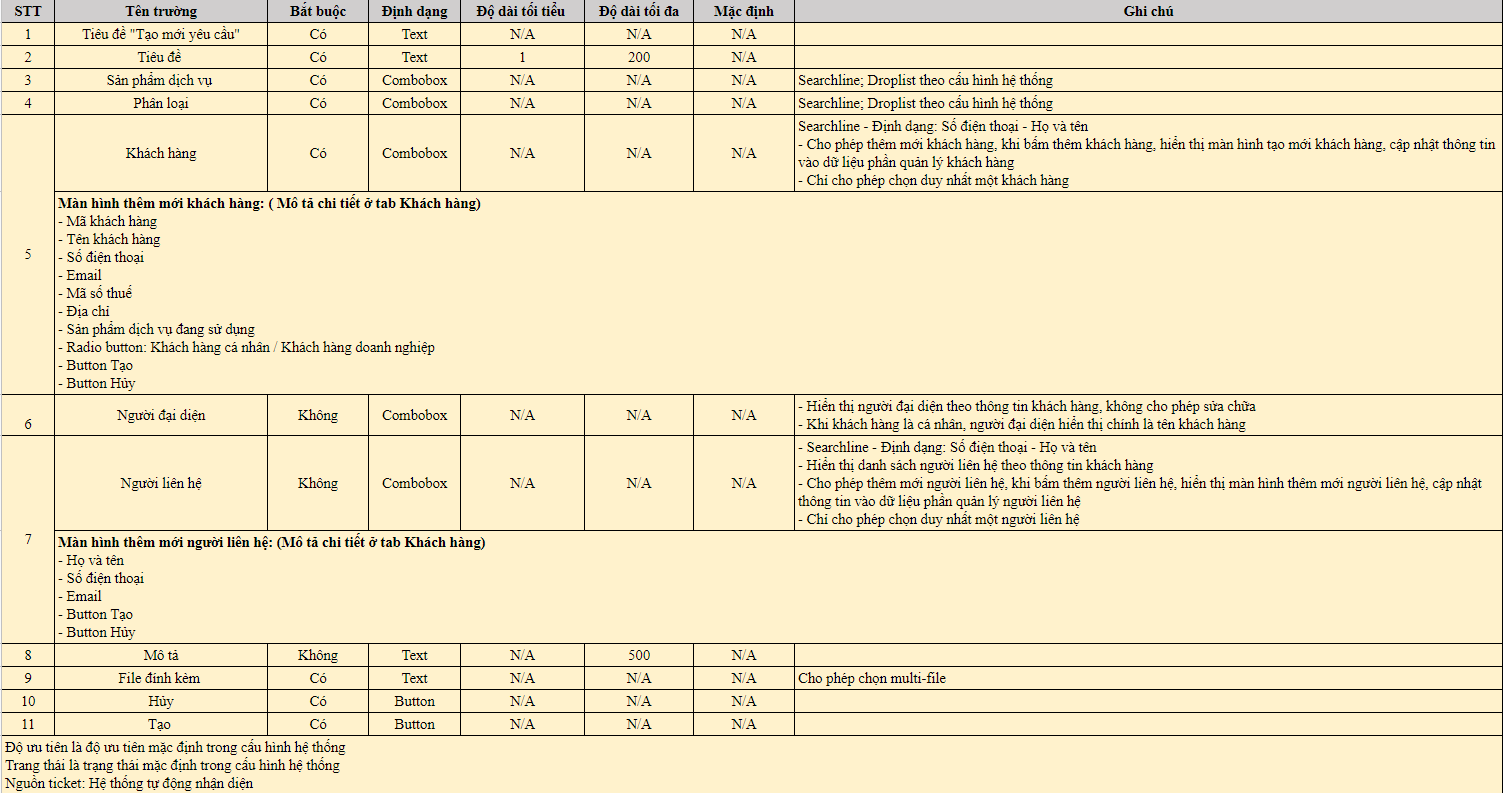 STT Tên trường Bắt buộc Định dạng Độ dài tối tiểu Độ dài tối đa Mặc định Ghi chú
1 Tiêu đề "Tạo mới yêu cầu" Có Text N/A N/A N/A
2 Tiêu đề Có Text 1 200 N/A
3 Sản phẩm dịch vụ Có Combobox N/A N/A N/A Searchline; Droplist theo cấu hình hệ thống
4 Phân loại Có Combobox N/A N/A N/A Searchline; Droplist theo cấu hình hệ thống
5 Khách hàng Có Combobox N/A N/A N/A
Searchline - Định dạng: Số điện thoại - Họ và tên
- Cho phép thêm mới khách hàng, khi bấm thêm khách hàng, hiển thị màn hình tạo mới khách hàng, cập nhật thông tin
vào dữ liệu phần quản lý khách hàng
- Chỉ cho phép chọn duy nhất một khách hàng
Màn hình thêm mới khách hàng: ( Mô tả chi tiết ở tab Khách hàng)
- Mã khách hàng
- Tên khách hàng
- Số điện thoại
- Email
- Mã số thuế
- Địa chỉ
- Sản phẩm dịch vụ đang sử dụng
- Radio button: Khách hàng cá nhân / Khách hàng doanh nghiệp
- Button Tạo
- Button Hủy
6 Người đại diện Không Combobox N/A N/A N/A
- Hiển thị người đại diện theo thông tin khách hàng, không cho phép sửa chữa
- Khi khách hàng là cá nhân, người đại diện hiển thị chính là tên khách hàng
7 Người liên hệ Không Combobox N/A N/A N/A
- Searchline - Định dạng: Số điện thoại - Họ và tên
- Hiển thị danh sách người liên hệ theo thông tin khách hàng
- Cho phép thêm mới người liên hệ, khi bấm thêm người liên hệ, hiển thị màn hình thêm mới người liên hệ, cập nhật
thông tin vào dữ liệu phần quản lý người liên hệ
- Chỉ cho phép chọn duy nhất một người liên hệ
Màn hình thêm mới người liên hệ: (Mô tả chi tiết ở tab Khách hàng)
- Họ và tên
- Số điện thoại
- Email
- Button Tạo
- Button Hủy
8 Mô tả Không Text N/A 500 N/A
9 File đính kèm Có Text N/A N/A N/A Cho phép chọn multi-file
10 Hủy Có Button N/A N/A N/A
11 Tạo Có Button N/A N/A N/A
Độ ưu tiên là độ ưu tiên mặc định trong cấu hình hệ thống
Trang thái là trạng thái mặc định trong cấu hình hệ thống
Nguồn ticket: Hệ thống tự động nhận diện